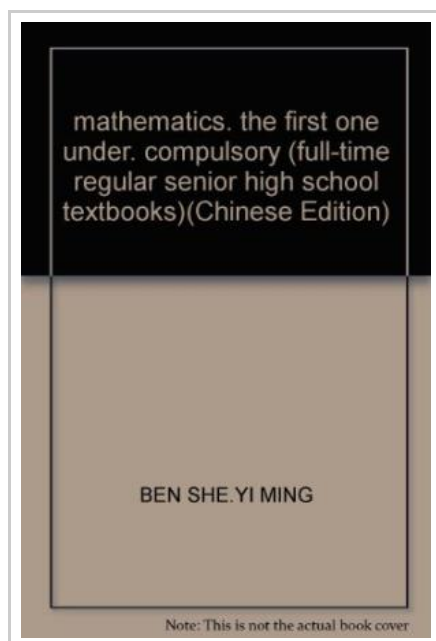 mathematics. the first one
under. compulsory (full-time
regular senior high school
textbooks)(Chinese Edition)
BEN SHE.YI MING
Note: This is not the actual book cover